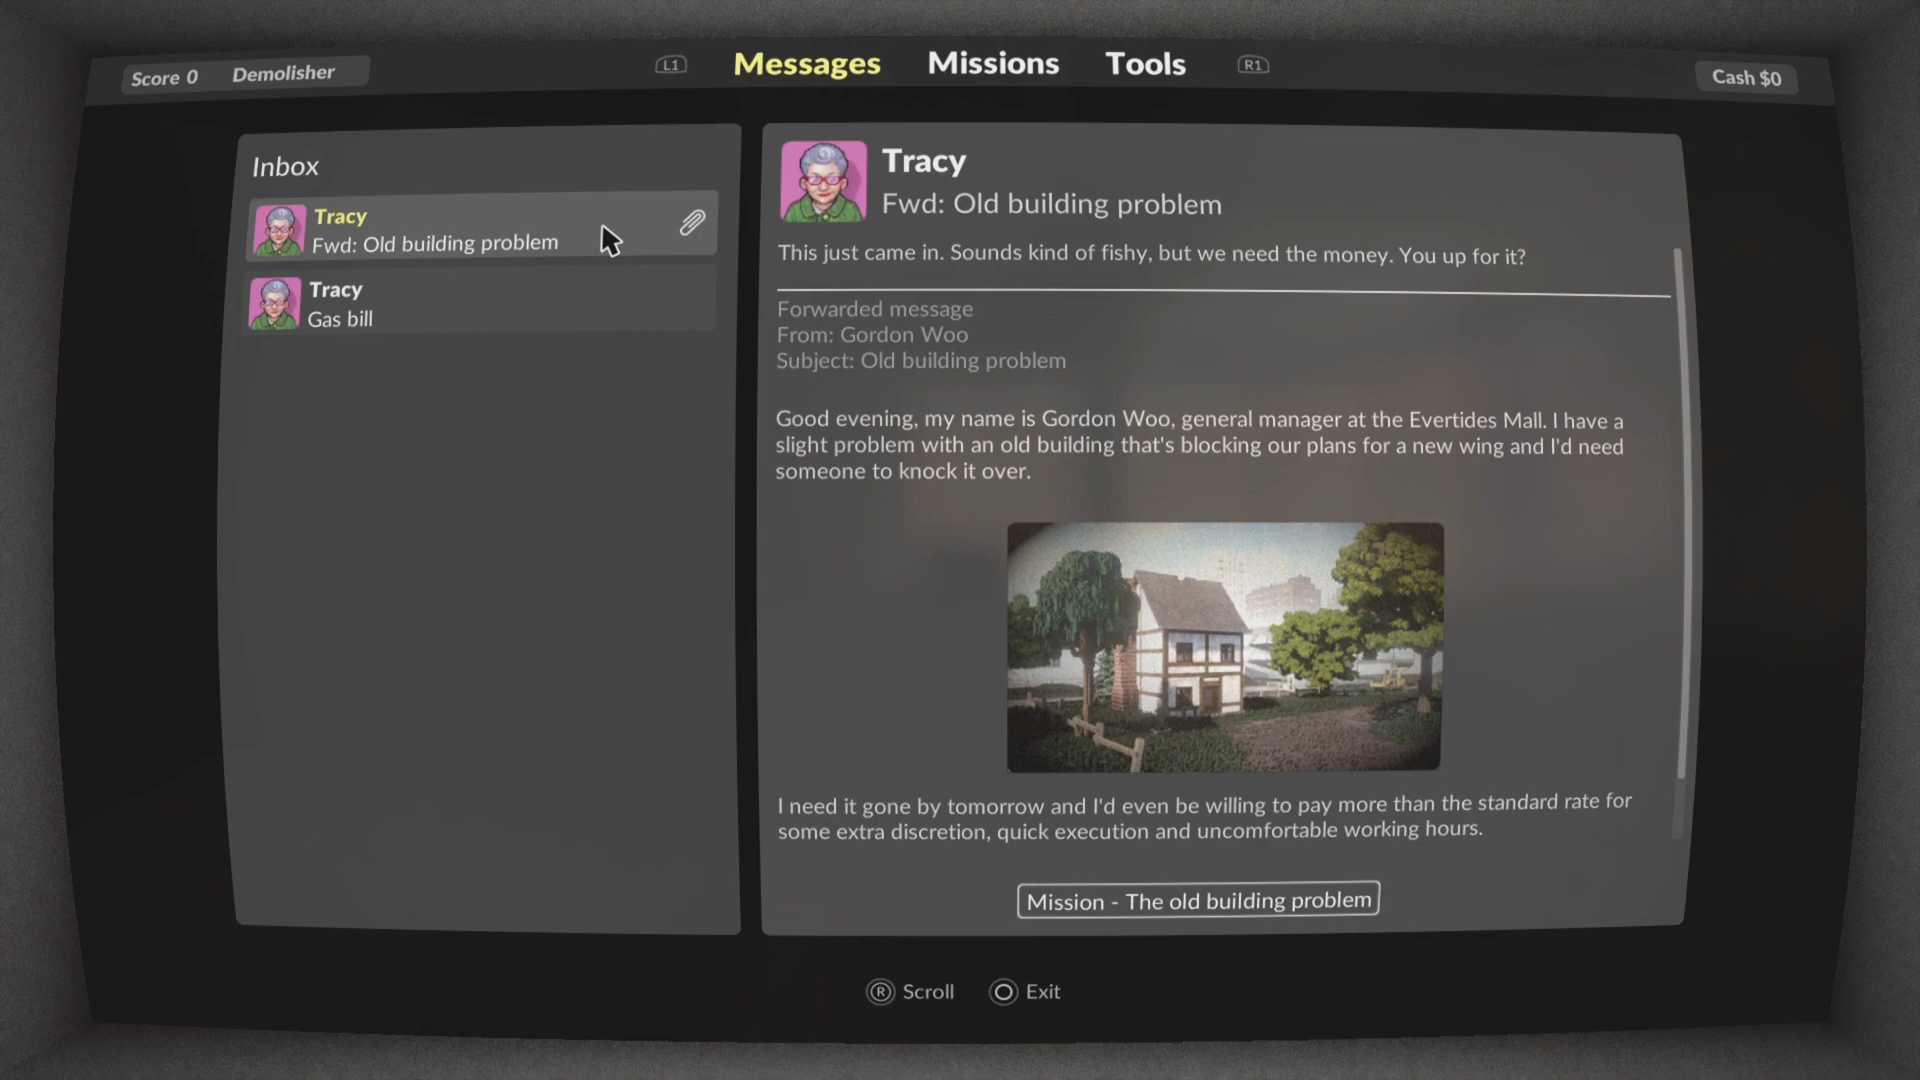 Score 0 Demolisher
L1 Messages Missions Tools R1
Cash $0
Inbox
Tracy
Fwd: Old building problem
Tracy
Gas bill
Tracy
Fwd: Old building problem
This just came in. Sounds kind of fishy, but we need the money. You up for it?
Forwarded message
From: Gordon Woo
Subject: Old building problem
Good evening, my name is Gordon Woo, general manager at the Evertides Mall. I have a
slight problem with an old building that's blocking our plans for a new wing and I'd need
someone to knock it over.
I need it gone by tomorrow and I'd even be willing to pay more than the standard rate for
some extra discretion, quick execution and uncomfortable working hours.
Mission - The old building problem
R Scroll Exit